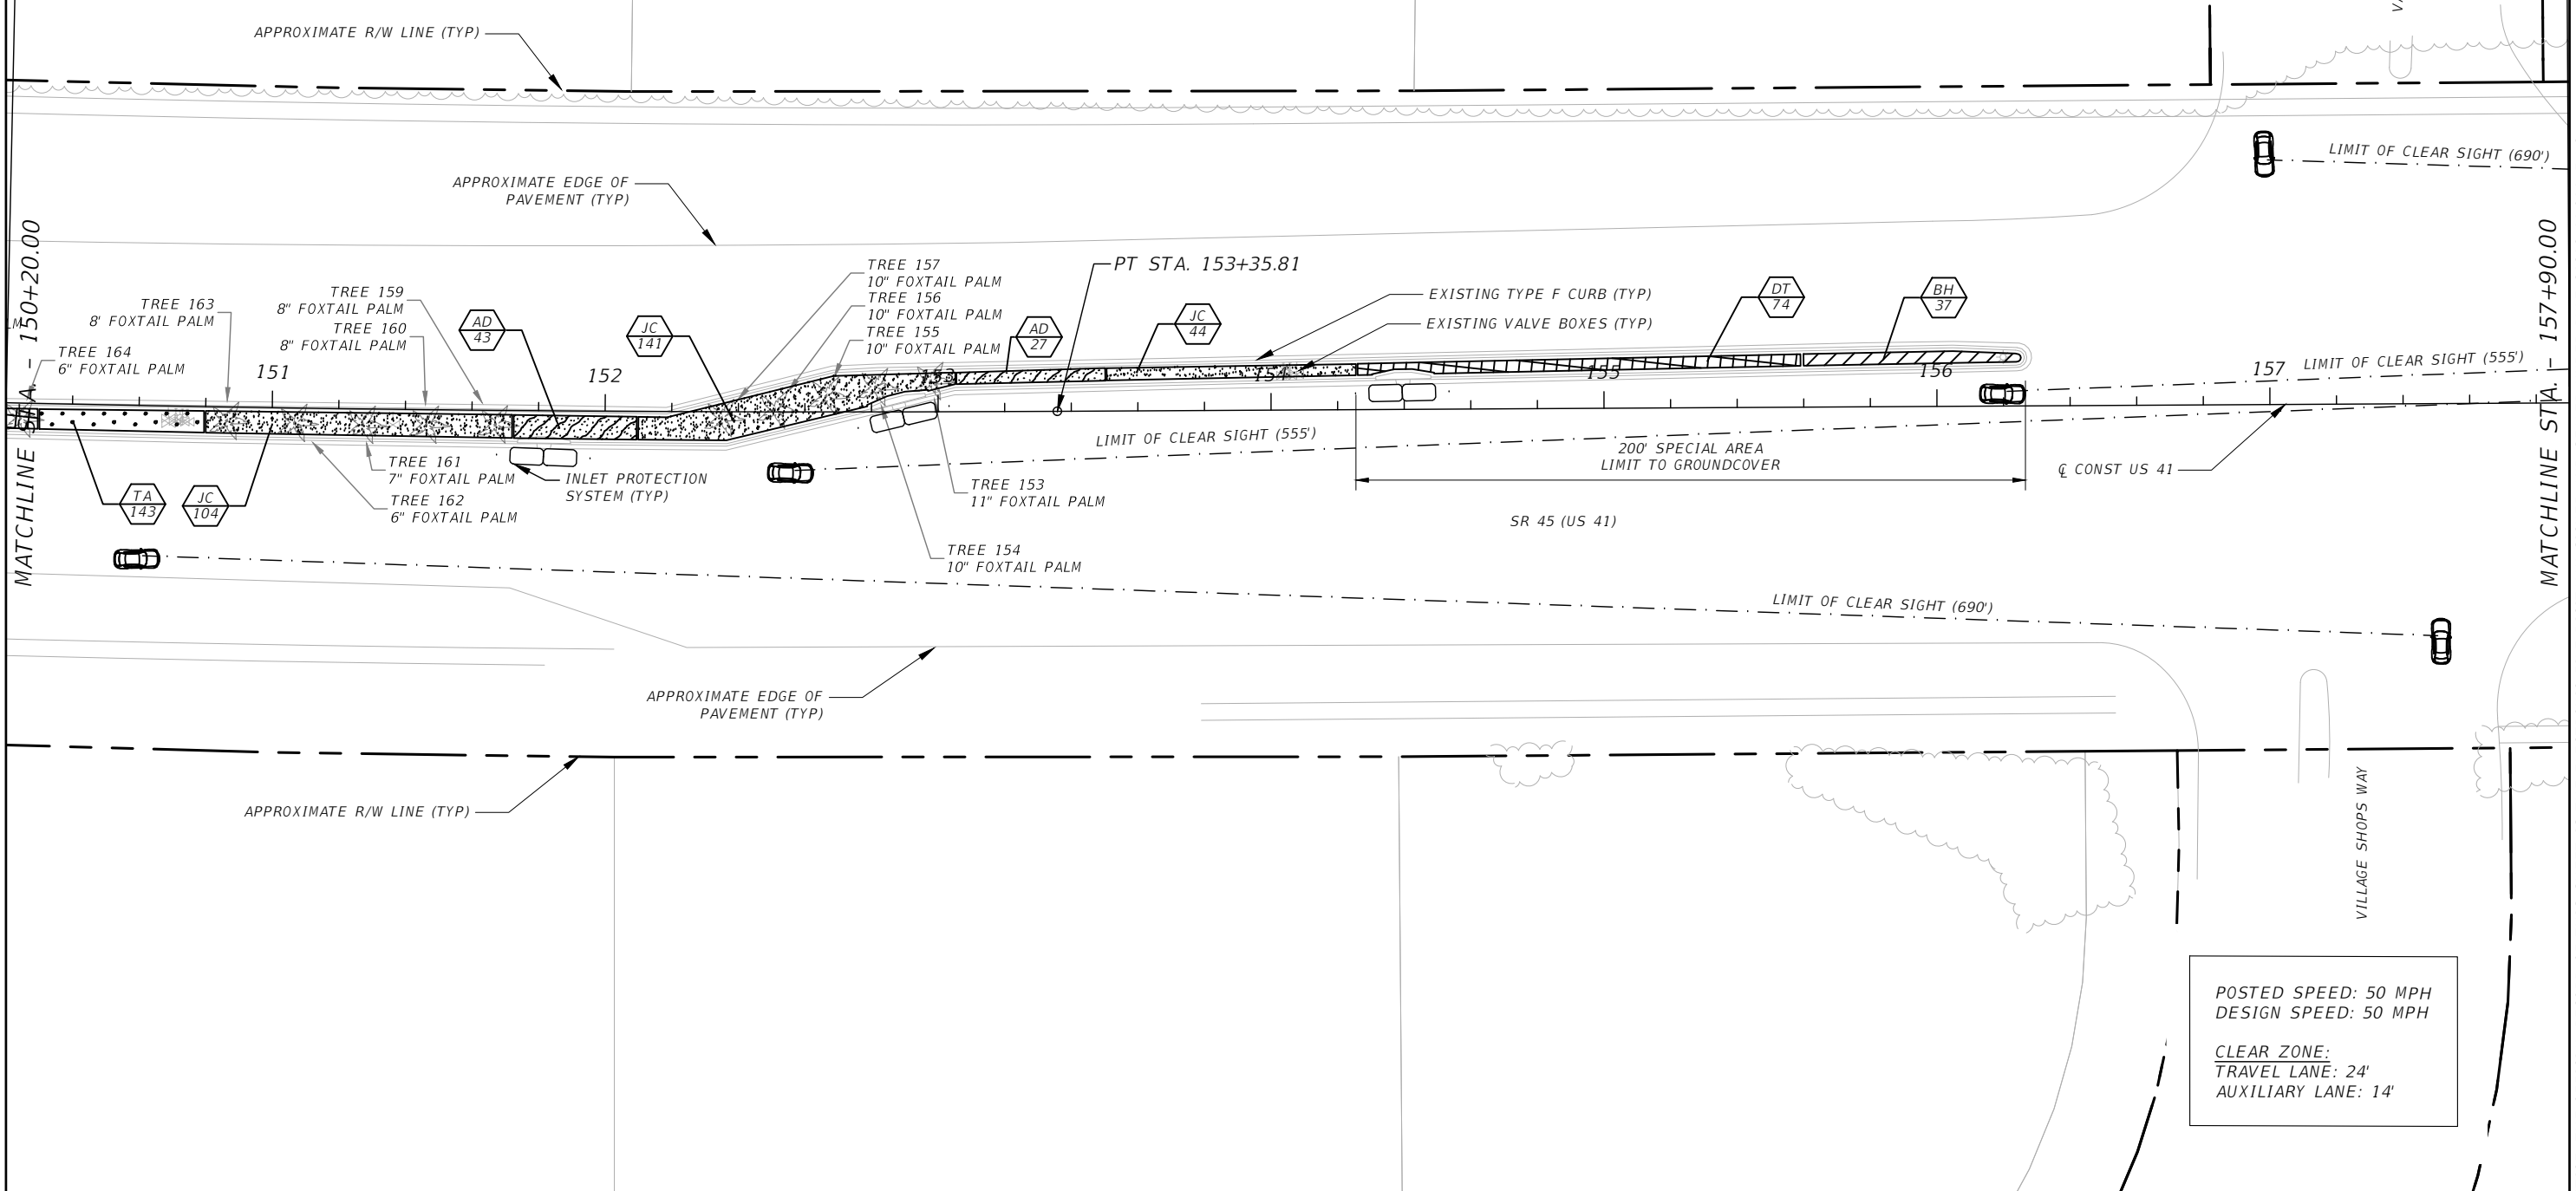 APPROXIMATE R/W LINE (TYP)
LIMIT OF CLEAR SIGHT (690')
APPROXIMATE EDGE OF
PAVEMENT (TYP)
MATCHLINE STA. - 150+20.00
MATCHLINE STA. - 157+90.00
TREE 157
10" FOXTAIL PALM
TREE 156
10" FOXTAIL PALM
TREE 155
10" FOXTAIL PALM
PT STA. 153+35.81
TREE 163
8' FOXTAIL PALM
TREE 159
8" FOXTAIL PALM
TREE 160
8" FOXTAIL PALM
TREE 164
6" FOXTAIL PALM
AD
43
JC
141
AD
27
JC
44
EXISTING TYPE F CURB (TYP)
EXISTING VALVE BOXES (TYP)
DT
74
BH
37
151
152
153
154
155
156
157
LIMIT OF CLEAR SIGHT (555')
LIMIT OF CLEAR SIGHT (555')
200' SPECIAL AREA
LIMIT TO GROUNDCOVER
℄ CONST US 41
TA
143
JC
104
TREE 161
7" FOXTAIL PALM
TREE 162
6" FOXTAIL PALM
INLET PROTECTION
SYSTEM (TYP)
TREE 153
11" FOXTAIL PALM
TREE 154
10" FOXTAIL PALM
SR 45 (US 41)
LIMIT OF CLEAR SIGHT (690')
APPROXIMATE EDGE OF
PAVEMENT (TYP)
APPROXIMATE R/W LINE (TYP)
VILLAGE SHOPS WAY
POSTED SPEED: 50 MPH
DESIGN SPEED: 50 MPH
CLEAR ZONE:
TRAVEL LANE: 24'
AUXILIARY LANE: 14'